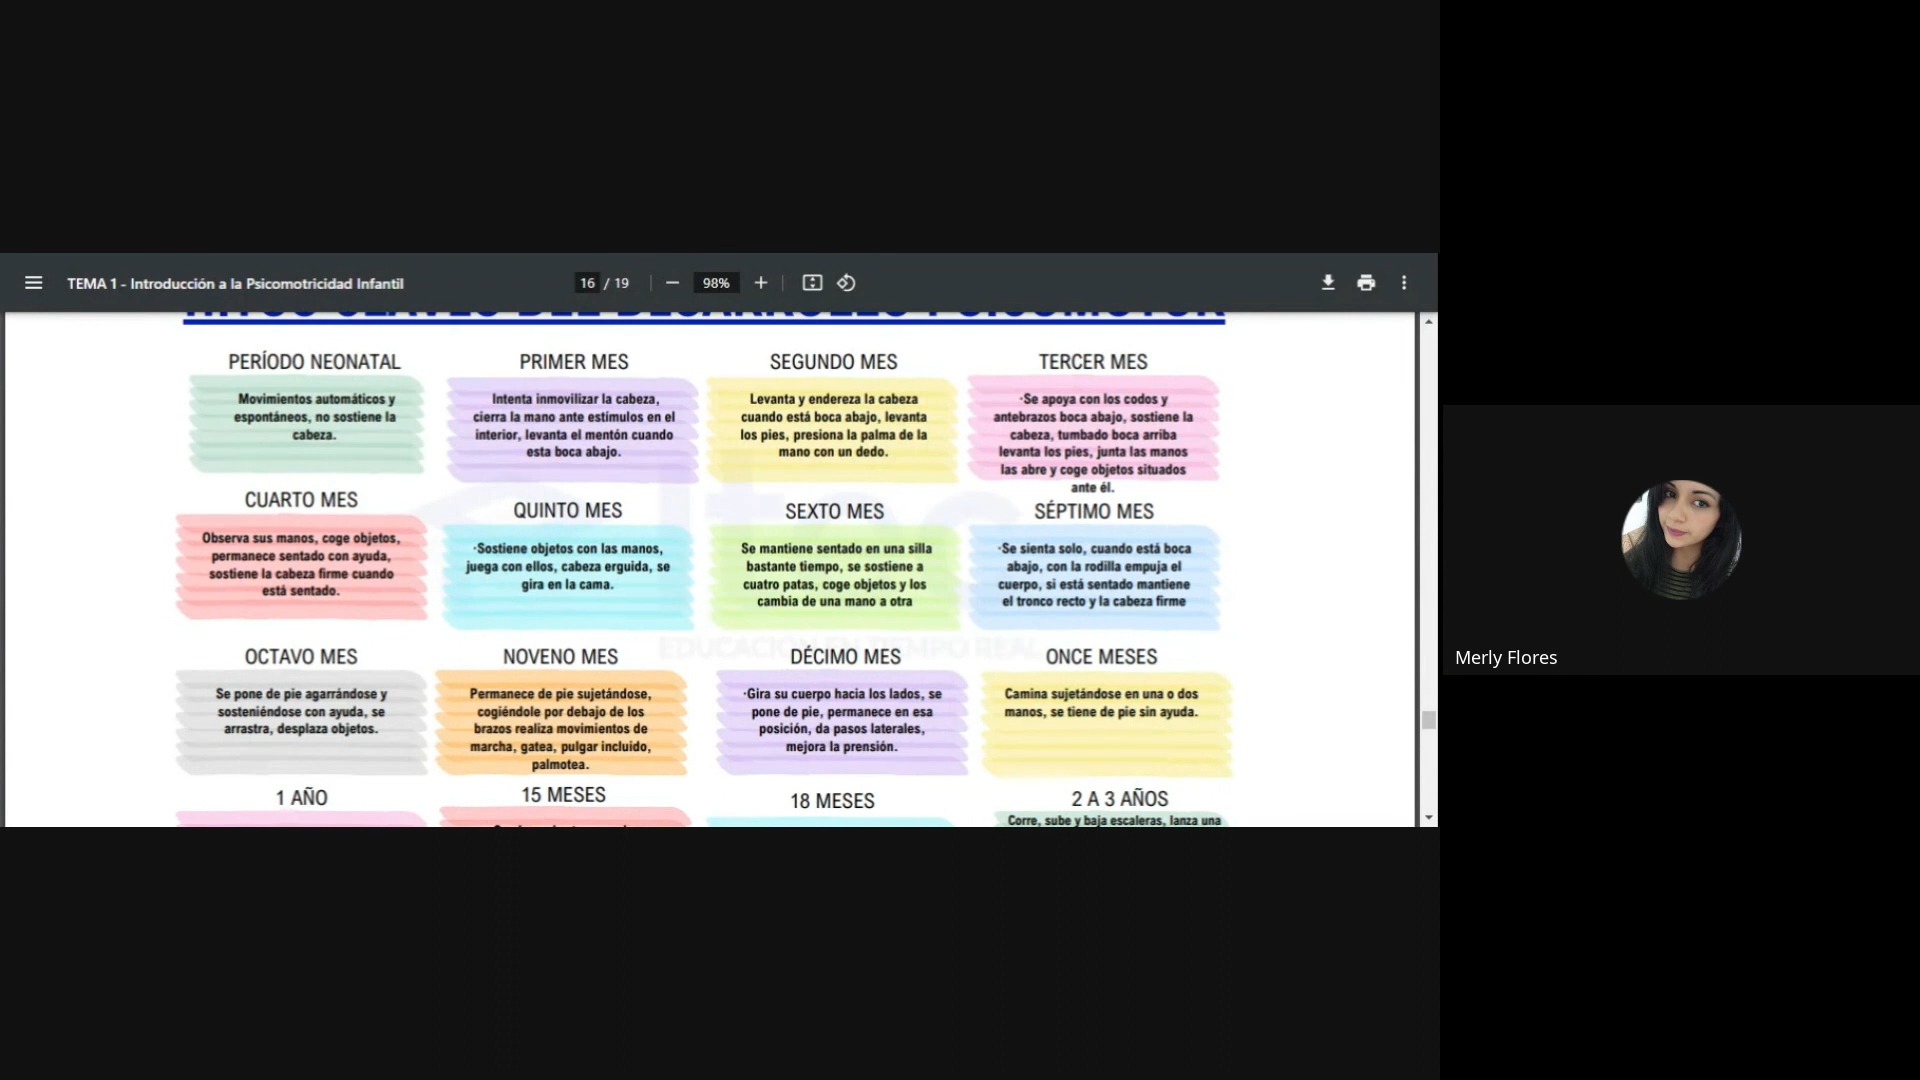 TEMA 1 - Introducción a la Psicomotricidad Infantil
16 / 19
98%
HITOS CLAVES DEL DESARROLLO PSICOMOTOR
PERÍODO NEONATAL
Movimientos automáticos y
espontáneos, no sostiene la
cabeza.
PRIMER MES
Intenta inmovilizar la cabeza,
cierra la mano ante estímulos en el
interior, levanta el mentón cuando
esta boca abajo.
SEGUNDO MES
Levanta y endereza la cabeza
cuando está boca abajo, levanta
los pies, presiona la palma de la
mano con un dedo.
TERCER MES
·Se apoya con los codos y
antebrazos boca abajo, sostiene la
cabeza, tumbado boca arriba
levanta los pies, junta las manos
las abre y coge objetos situados
ante él.
CUARTO MES
Observa sus manos, coge objetos,
permanece sentado con ayuda,
sostiene la cabeza firme cuando
está sentado.
QUINTO MES
·Sostiene objetos con las manos,
juega con ellos, cabeza erguida, se
gira en la cama.
SEXTO MES
Se mantiene sentado en una silla
bastante tiempo, se sostiene a
cuatro patas, coge objetos y los
cambia de una mano a otra
SÉPTIMO MES
·Se sienta solo, cuando está boca
abajo, con la rodilla empuja el
cuerpo, si está sentado mantiene
el tronco recto y la cabeza firme
EDUCACIÓN EN TIEMPO REAL
OCTAVO MES
Se pone de pie agarrándose y
sosteniéndose con ayuda, se
arrastra, desplaza objetos.
NOVENO MES
Permanece de pie sujetándose,
cogiéndole por debajo de los
brazos realiza movimientos de
marcha, gatea, pulgar incluido,
palmotea.
DÉCIMO MES
·Gira su cuerpo hacia los lados, se
pone de pie, permanece en esa
posición, da pasos laterales,
mejora la prensión.
ONCE MESES
Camina sujetándose en una o dos
manos, se tiene de pie sin ayuda.
1 AÑO
15 MESES
18 MESES
2 A 3 AÑOS
Corre, sube y baja escaleras, lanza una
Merly Flores